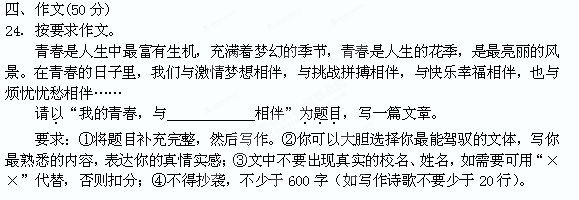 四、作文(50 分)
24. 按要求作文。
青春是人生中最富有生机，充满着梦幻的季节，青春是人生的花季，是最亮丽的风
景。在青春的日子里，我们与激情梦想相伴，与挑战拼搏相伴，与快乐幸福相伴，也与
烦忧忧愁相伴……
请以“我的青春，与____________相伴”为题目，写一篇文章。
要求：①将题目补充完整，然后写作。②你可以大胆选择你最能驾驭的文体，写你
最熟悉的内容，表达你的真情实感；③文中不要出现真实的校名、姓名，如需要可用“×
×”代替，否则扣分；④不得抄袭，不少于 600 字（如写作诗歌不要少于 20 行）。